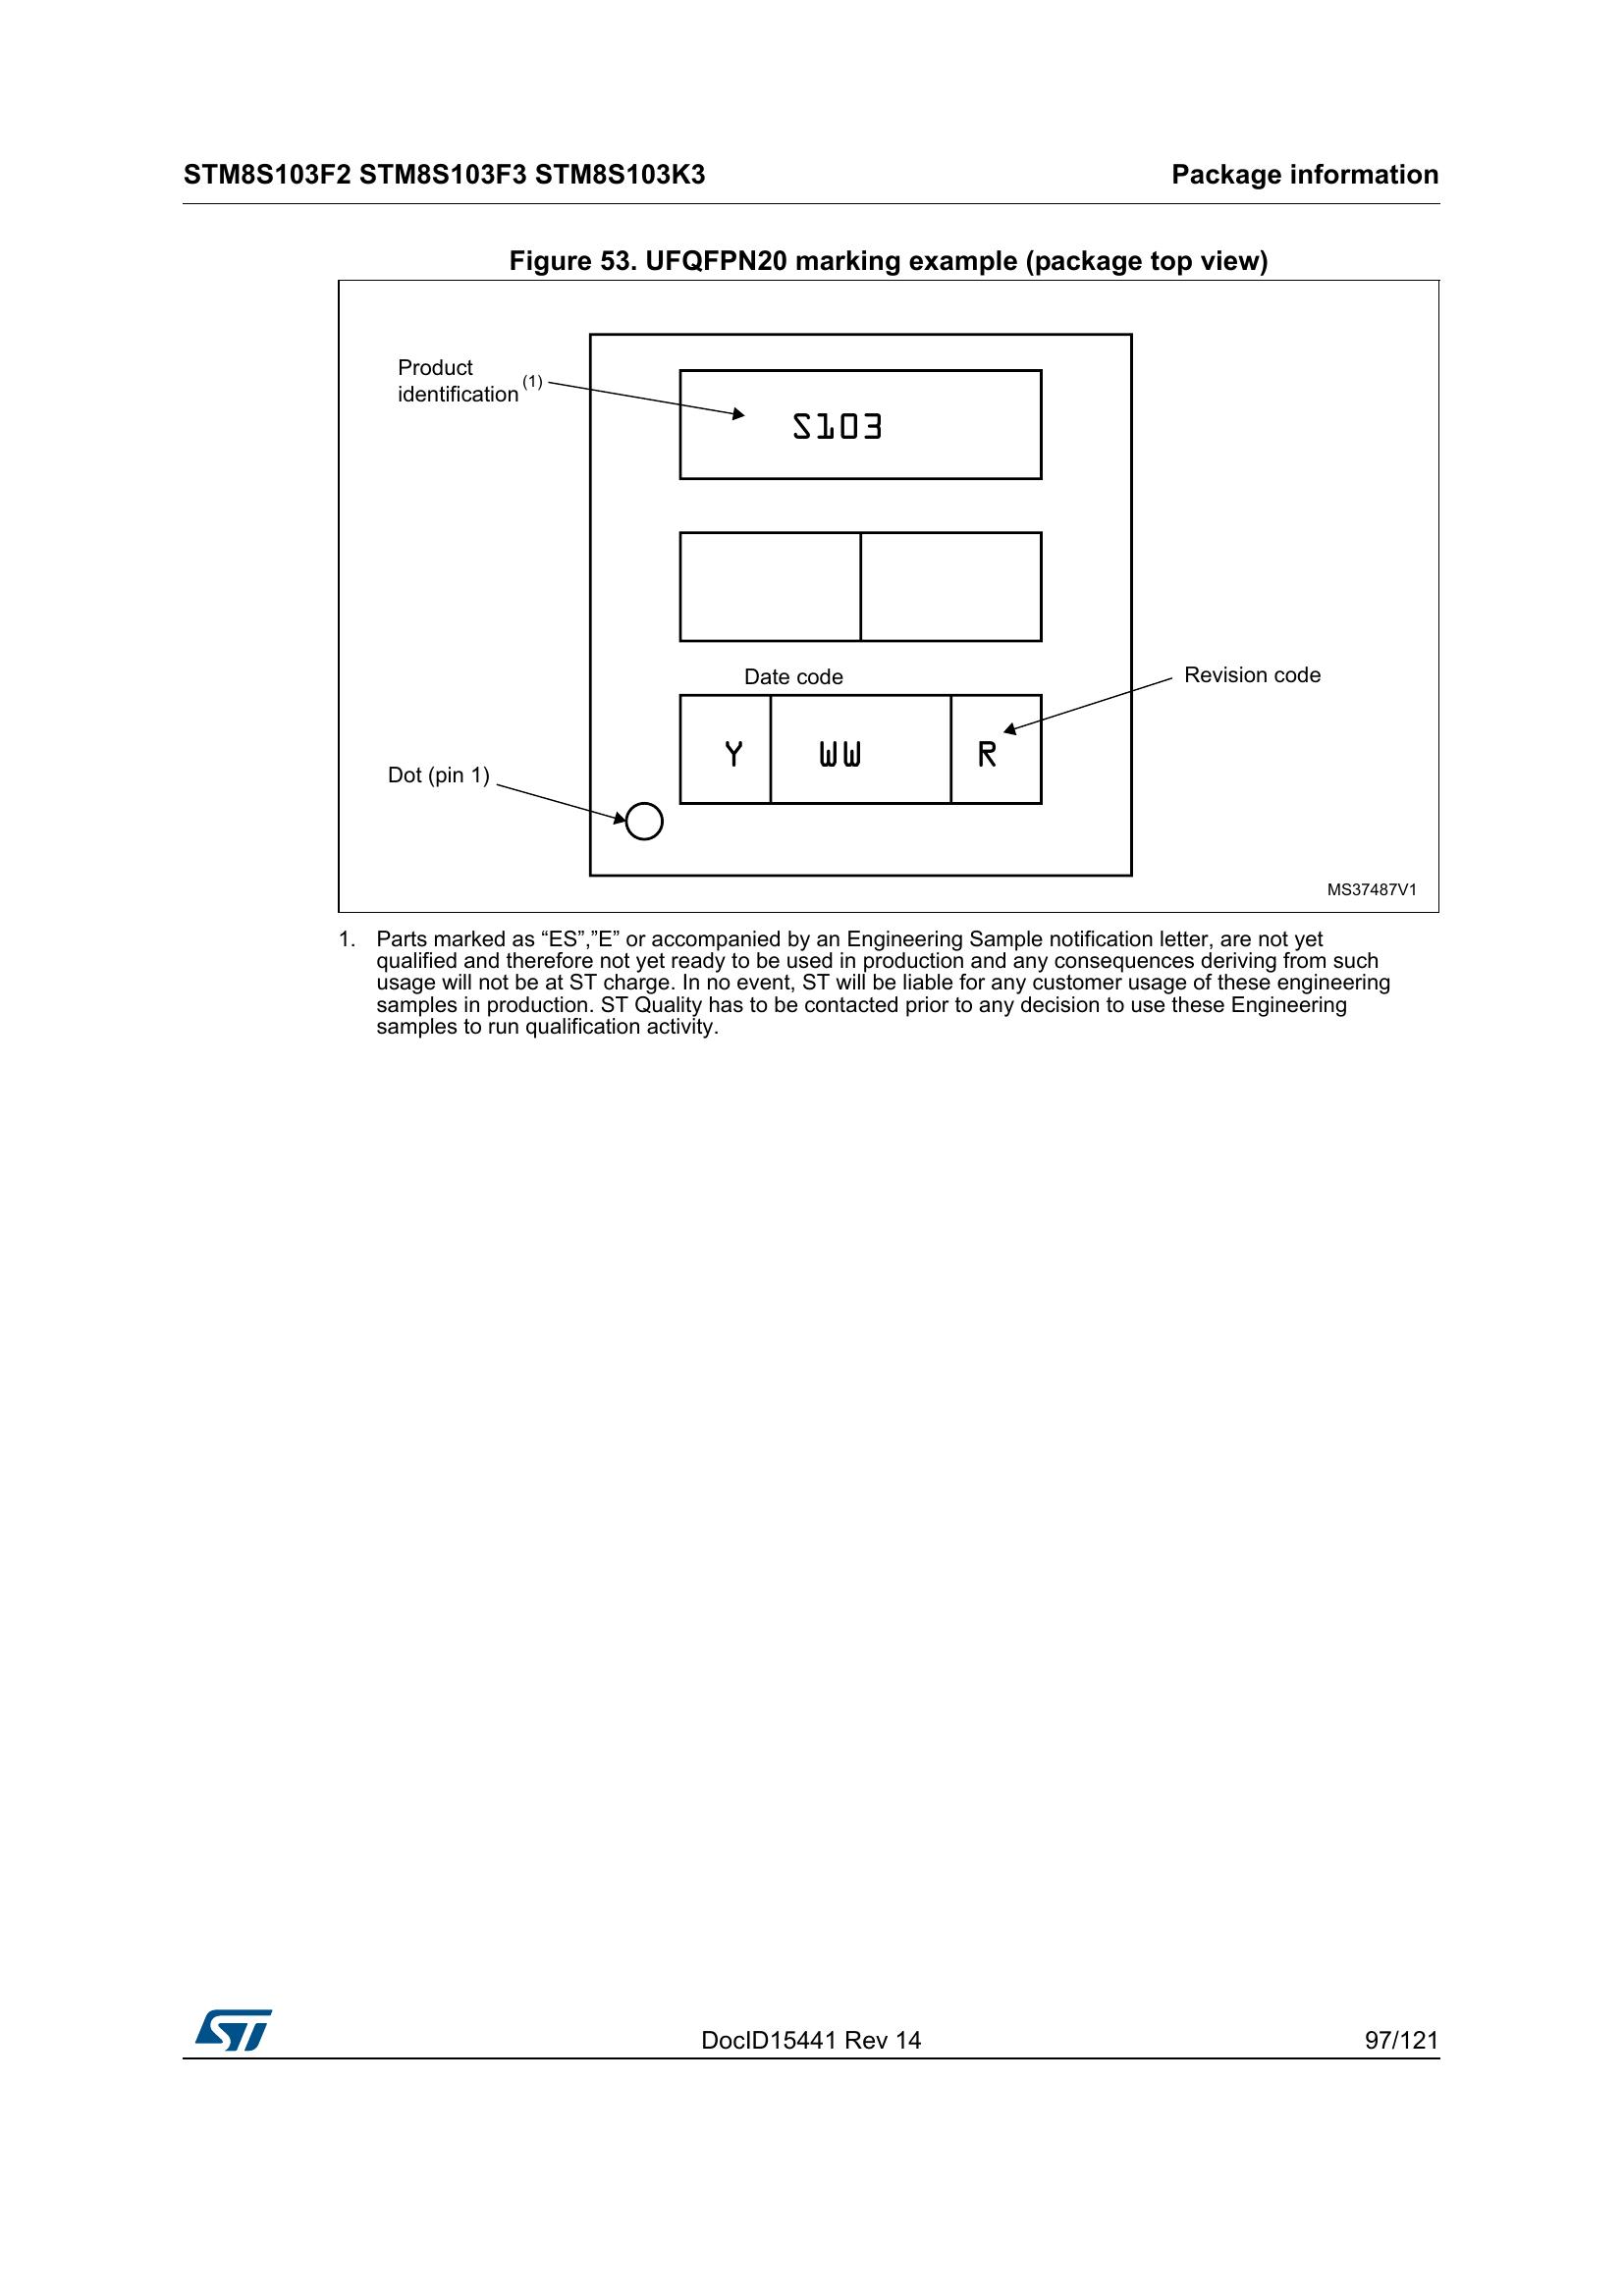 STM8S103F2 STM8S103F3 STM8S103K3 Package information
Figure 53. UFQFPN20 marking example (package top view)
Product
identification (1)
S103
Date code
Revision code
Y WW R
Dot (pin 1)
MS37487V1
1. Parts marked as “ES”,”E” or accompanied by an Engineering Sample notification letter, are not yet
qualified and therefore not yet ready to be used in production and any consequences deriving from such
usage will not be at ST charge. In no event, ST will be liable for any customer usage of these engineering
samples in production. ST Quality has to be contacted prior to any decision to use these Engineering
samples to run qualification activity.
ST
DocID15441 Rev 14
97/121